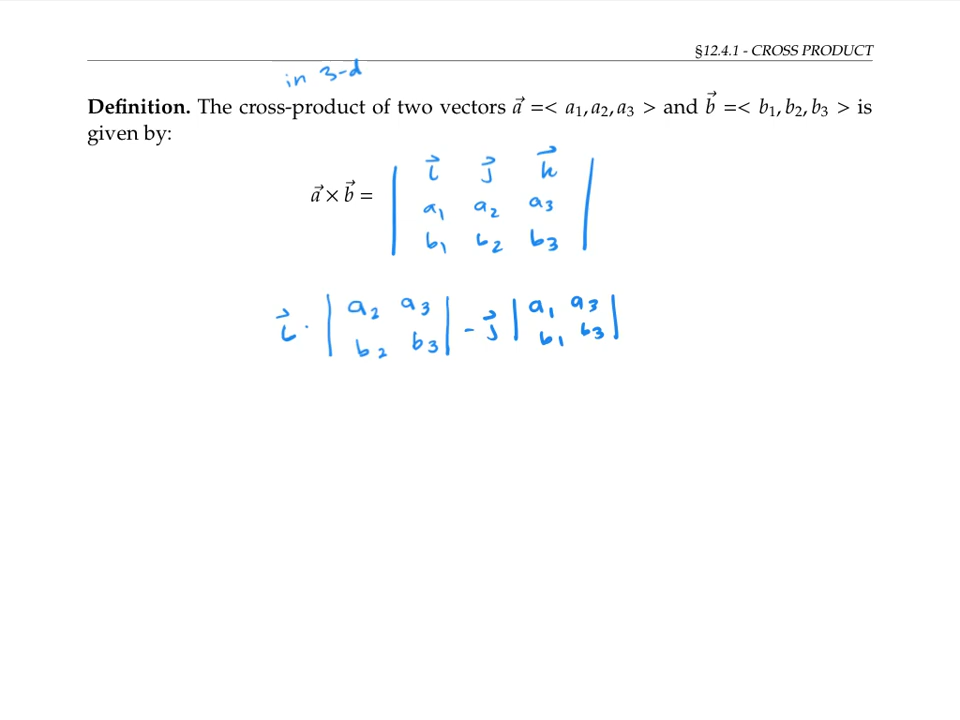 §12.4.1 - CROSS PRODUCT
in 3-d
Definition. The cross-product of two vectors a⃗ =< a₁, a₂, a₃ > and b⃗ =< b₁, b₂, b₃ > is
given by:
i⃗ j⃗ k⃗
a⃗ × b⃗ =
a₁ a₂ a₃
b₁ b₂ b₃
i⃗ · | a₂ a₃ | - j⃗ | a₁ a₃ |
b₂ b₃ b₁ b₃